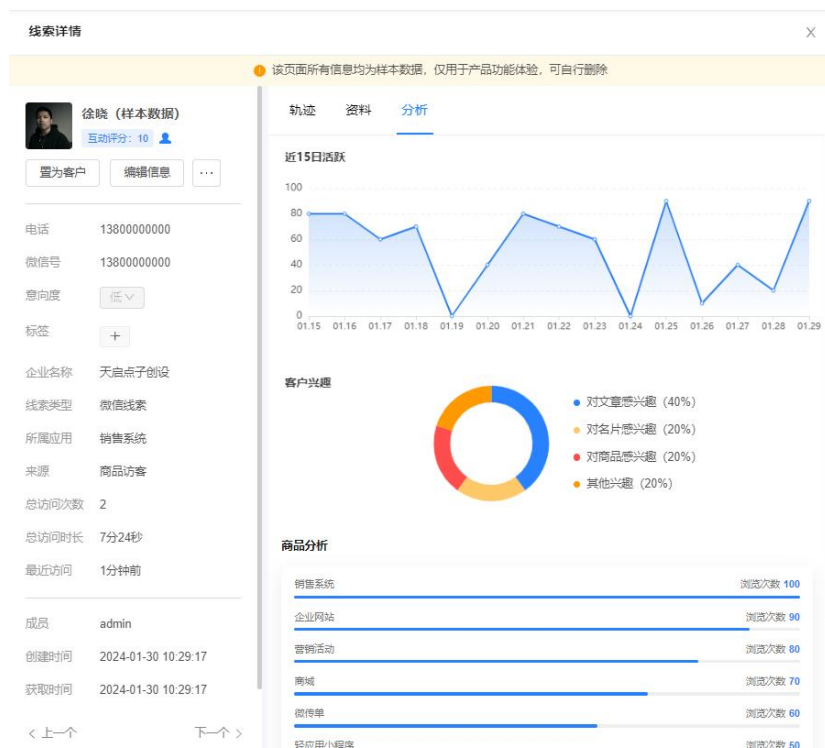 线索详情
该页面所有信息均为样本数据，仅用于产品功能体验，可自行删除
徐晓（样本数据）
互动评分：10
置为客户 编辑信息 ...
电话 13800000000
微信号 13800000000
意向度 低
标签 +
企业名称 天启点子创设
线索类型 微信线索
所属应用 销售系统
来源 商品访客
总访问次数 2
总访问时长 7分24秒
最近访问 1分钟前
成员 admin
创建时间 2024-01-30 10:29:17
获取时间 2024-01-30 10:29:17
< 上一个 下一个 >
轨迹 资料 分析
近15日活跃
100
80
60
40
20
0
01.15 01.16 01.17 01.18 01.19 01.20 01.21 01.22 01.23 01.24 01.25 01.26 01.27 01.28 01.29
客户兴趣
对文章感兴趣（40%）
对名片感兴趣（20%）
对商品感兴趣（20%）
其他兴趣（20%）
商品分析
销售系统 浏览次数 100
企业网站 浏览次数 90
营销活动 浏览次数 80
商城 浏览次数 70
微传单 浏览次数 60
轻应用小程序 浏览次数 50